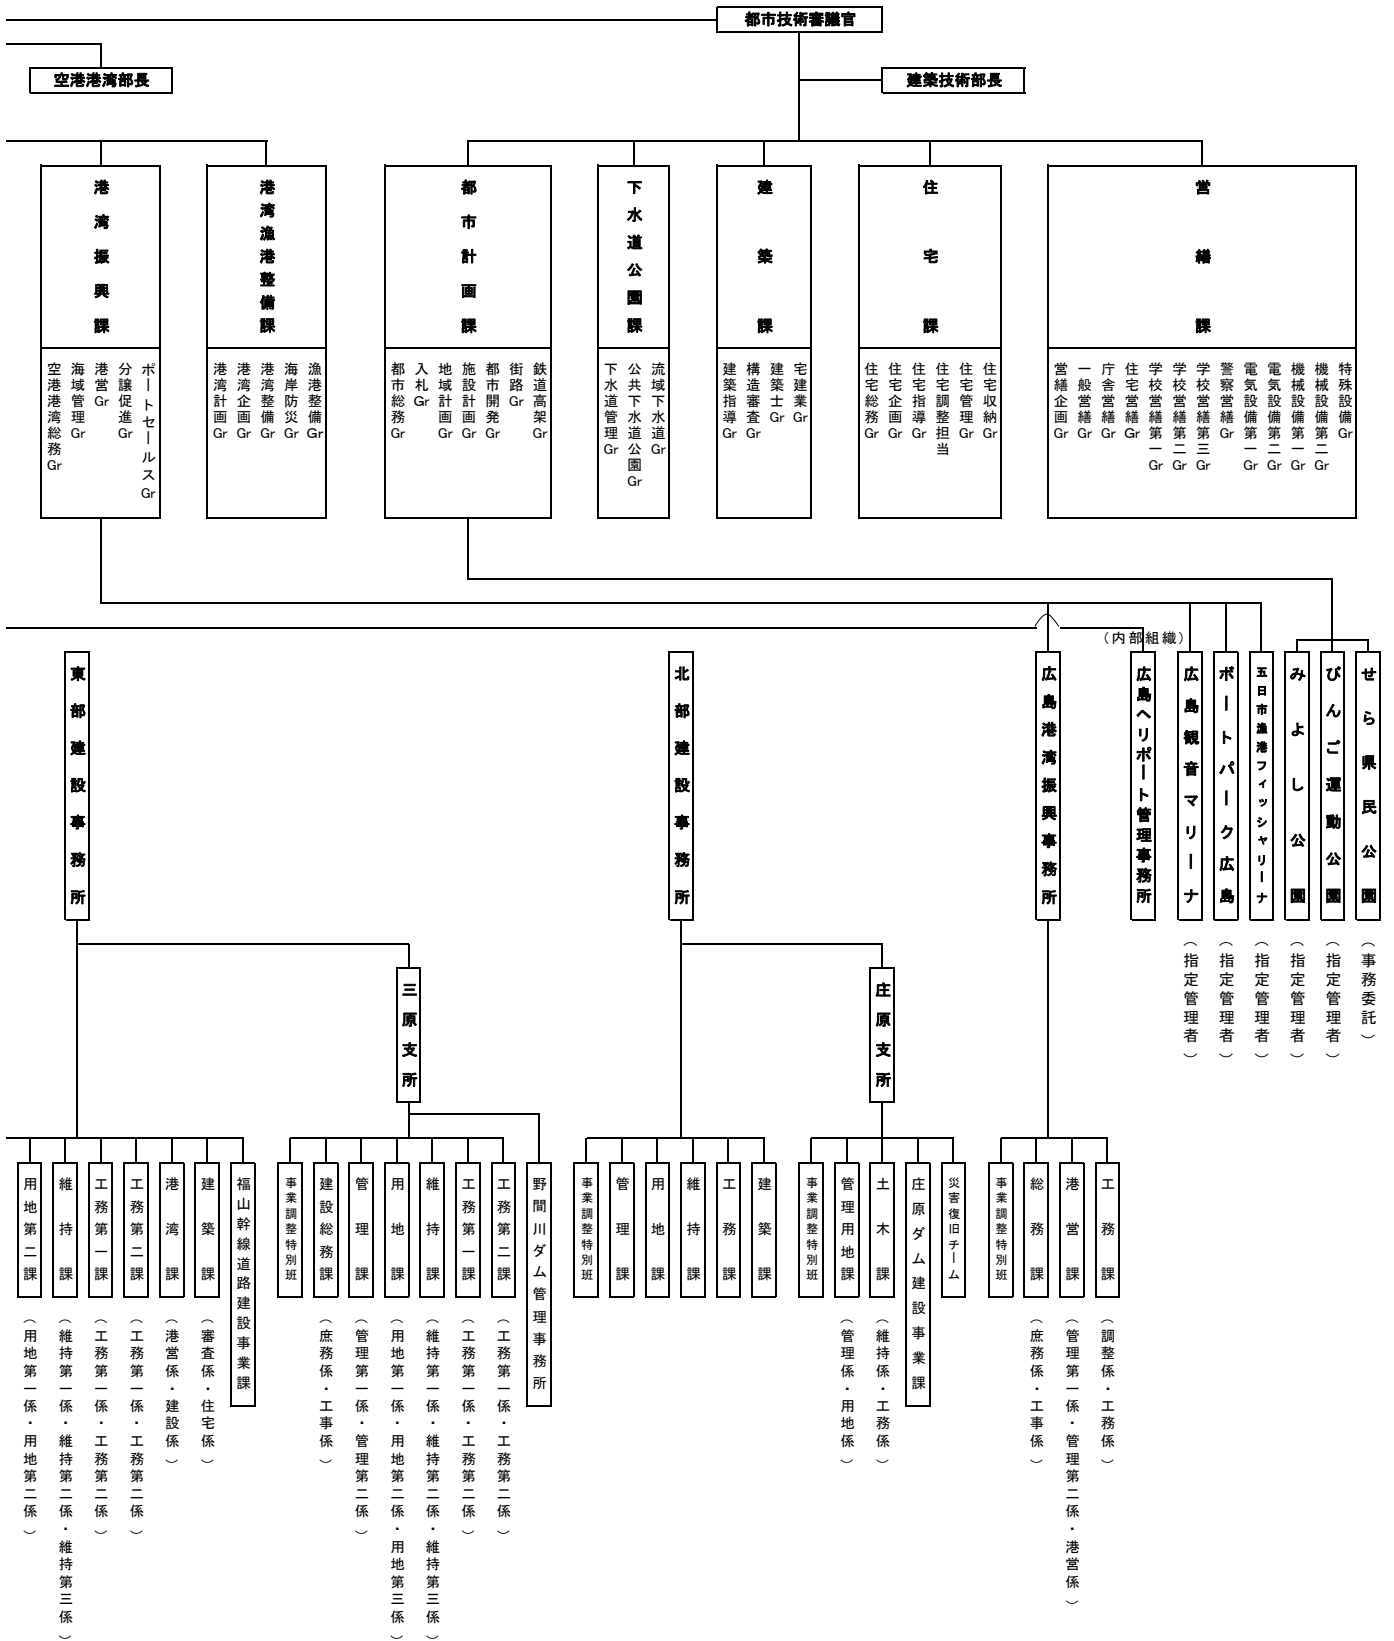 都市技術審議官
空港港湾部長
建築技術部長
港湾振興課
港湾漁港整備課
都市計画課
下水道公園課
建築課
住宅課
営繕課
空港港湾総務Gr
海域管理Gr
港営Gr
分譲促進Gr
ポートセールスGr
港湾計画Gr
港湾企画Gr
港湾整備Gr
海岸防災Gr
漁港整備Gr
都市総務Gr
入札Gr
地域計画Gr
施設計画Gr
都市開発Gr
街路Gr
鉄道高架Gr
下水道管理Gr
公共下水道公園Gr
流域下水道Gr
建築指導Gr
構造審査Gr
建築士Gr
宅建業Gr
住宅総務Gr
住宅企画Gr
住宅指導Gr
住宅調整担当
住宅管理Gr
住宅収納Gr
営繕企画Gr
一般営繕Gr
庁舎営繕Gr
住宅営繕Gr
学校営繕第一Gr
学校営繕第二Gr
学校営繕第三Gr
警察営繕Gr
電気設備第一Gr
電気設備第二Gr
機械設備第一Gr
機械設備第二Gr
特殊設備Gr
（内部組織）
東部建設事務所
北部建設事務所
広島港湾振興事務所
広島ヘリポート管理事務所
広島観音マリーナ
ボートパーク広島
五日市漁港フィッシャリーナ
みよし公園
びんご運動公園
せら県民公園
（指定管理者）
（指定管理者）
（指定管理者）
（指定管理者）
（指定管理者）
（事務委託）
三原支所
庄原支所
用地第二課
維持課
工務第一課
工務第二課
港湾課
建築課
福山幹線道路建設事業課
事業調整特別班
建設総務課
管理課
用地課
維持課
工務第一課
工務第二課
野間川ダム管理事務所
事業調整特別班
管理課
用地課
維持課
工務課
建築課
事業調整特別班
管理用地課
土木課
庄原ダム建設事業課
災害復旧チーム
事業調整特別班
総務課
港営課
工務課
（用地第一係・用地第二係）
（維持第一係・維持第二係・維持第三係）
（工務第一係・工務第二係）
（工務第一係・工務第二係）
（港営係・建設係）
（審査係・住宅係）
（庶務係・工事係）
（管理第一係・管理第二係）
（用地第一係・用地第二係・用地第三係）
（維持第一係・維持第二係・維持第三係）
（工務第一係・工務第二係）
（工務第一係・工務第二係）
（管理係・用地係）
（維持係・工務係）
（庶務係・工事係）
（管理第一係・管理第二係・港営係）
（調整係・工務係）